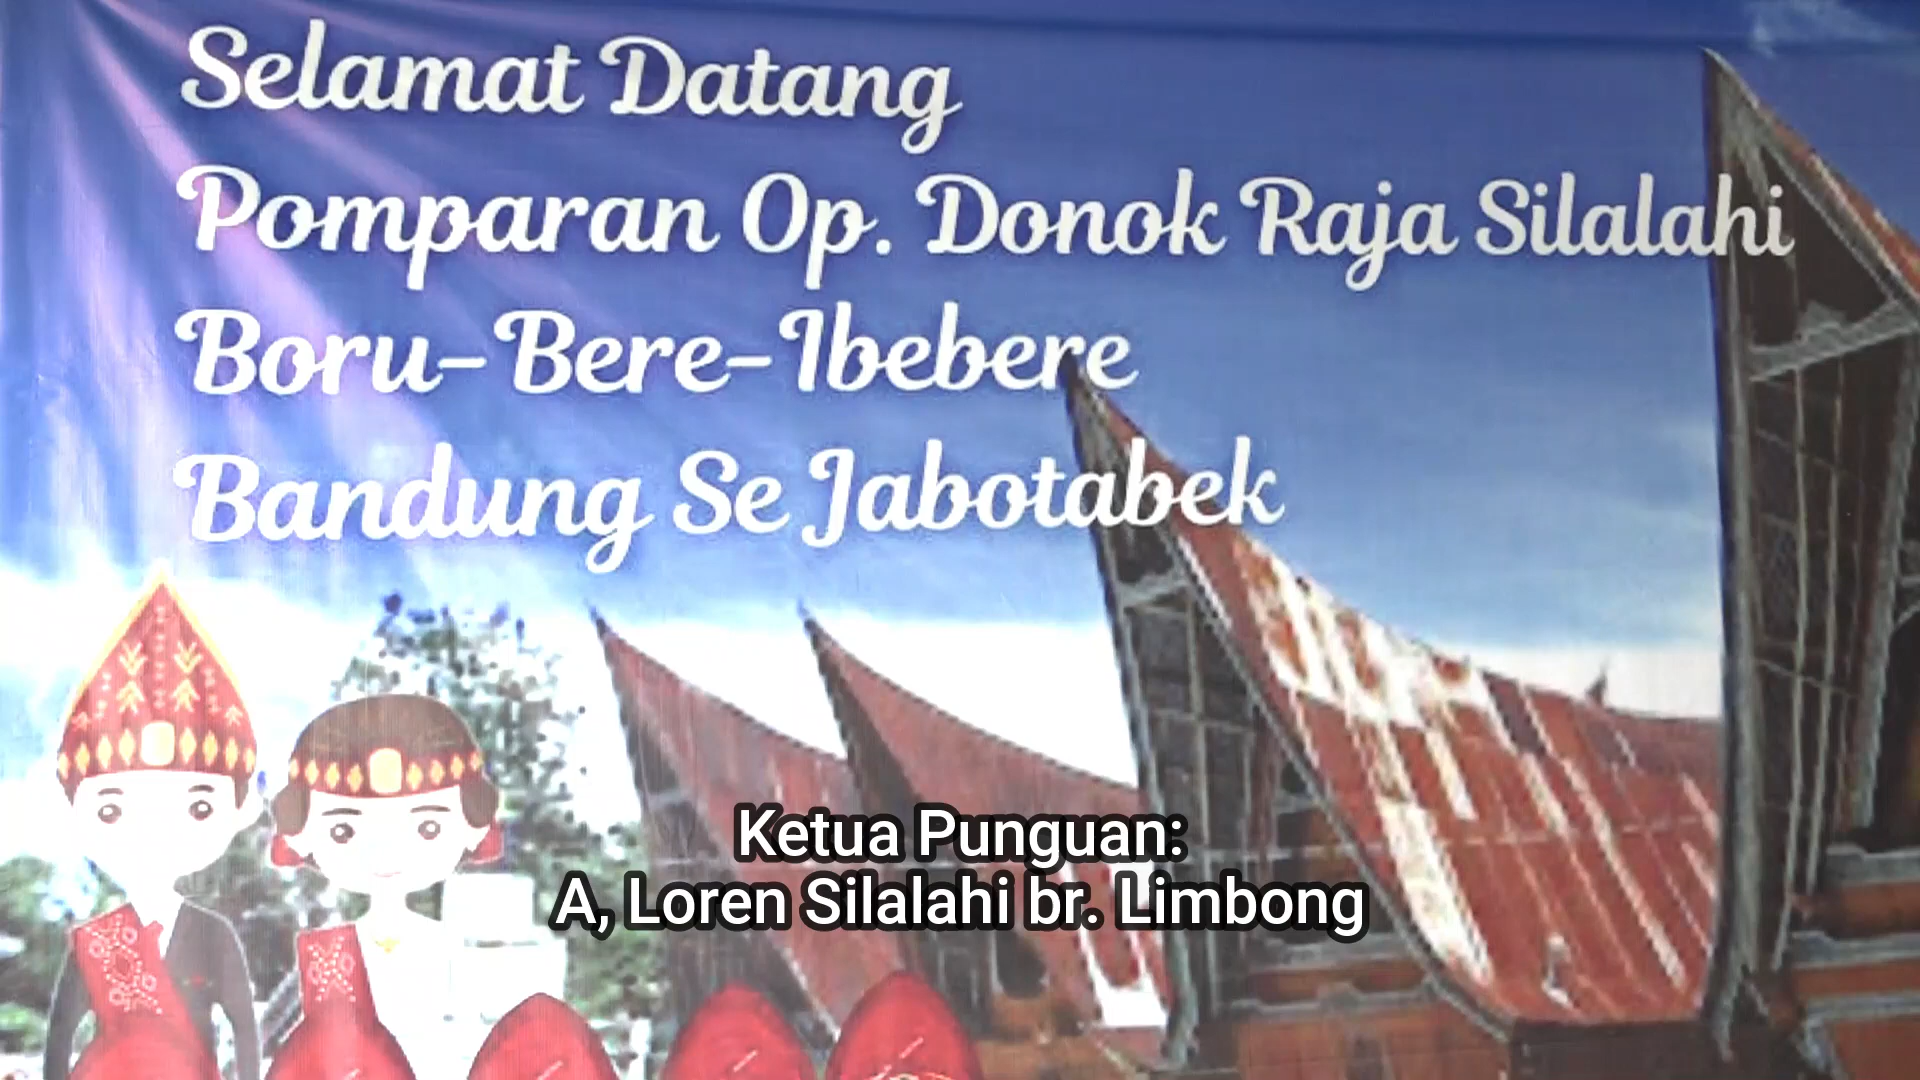 Selamat Datang
Pomparan Op. Donok Raja Silalahi
Boru-Bere-Ibebere
Bandung Se Jabotabek
Ketua Punguan:
A, Loren Silalahi br. Limbong